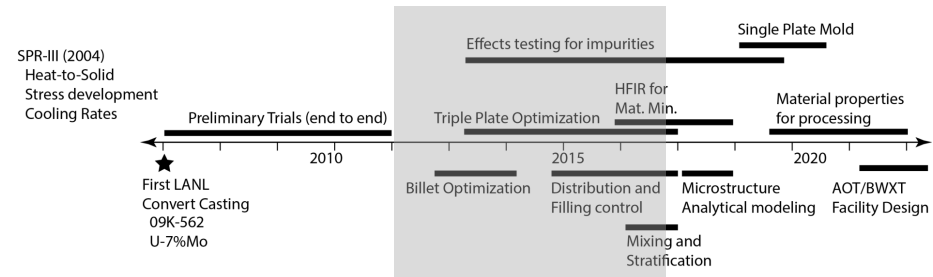 Single Plate Mold
Effects testing for impurities
SPR-III (2004)
Heat-to-Solid
Stress development
Cooling Rates
HFIR for
Mat. Min.
Material properties
for processing
Preliminary Trials (end to end)
Triple Plate Optimization
2010
2015
2020
First LANL
Convert Casting
09K-562
U-7%Mo
Billet Optimization
Distribution and
Filling control
Microstructure
Analytical modeling
AOT/BWXT
Facility Design
Mixing and
Stratification